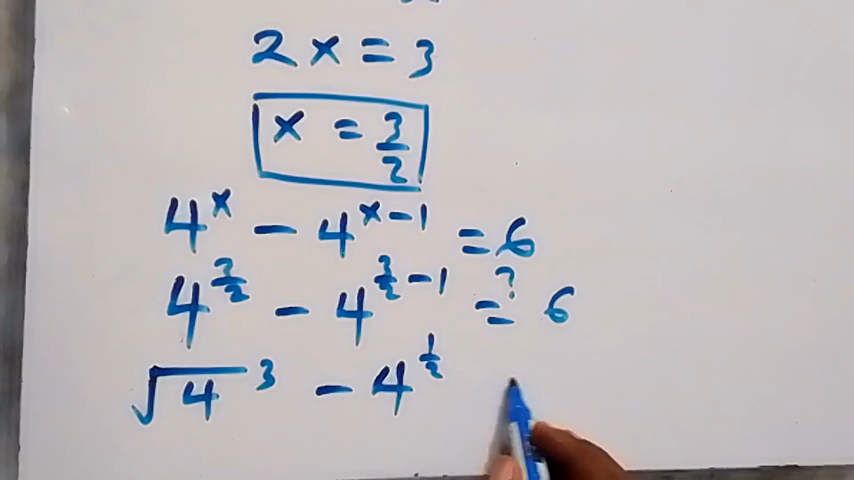 2x = 3
x = 3/2
4^x - 4^(x-1) = 6
4^(3/2) - 4^(3/2 - 1) =? 6
√4^3 - 4^(1/2)